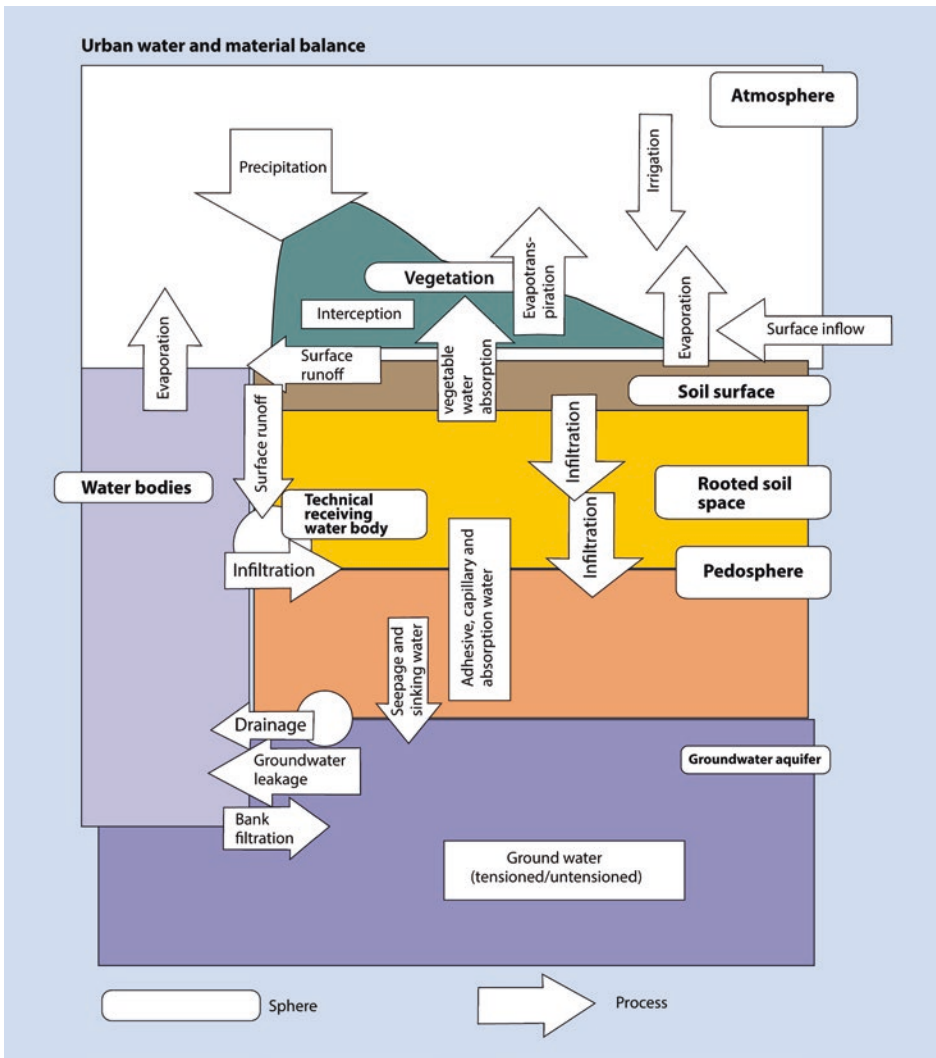 Urban water and material balance
Atmosphere
Precipitation
Irrigation
Vegetation
Evapotrans-
piration
Interception
Evaporation
Evaporation
Surface inflow
Surface
runoff
vegetable
water
absorption
Soil surface
Surface runoff
Infiltration
Water bodies
Rooted soil
space
Technical
receiving
water body
Infiltration
Infiltration
Pedosphere
Adhesive, capillary and
absorption water
Seepage and
sinking water
Drainage
Groundwater
leakage
Groundwater aquifer
Bank
filtration
Ground water
(tensioned/untensioned)
Sphere
Process